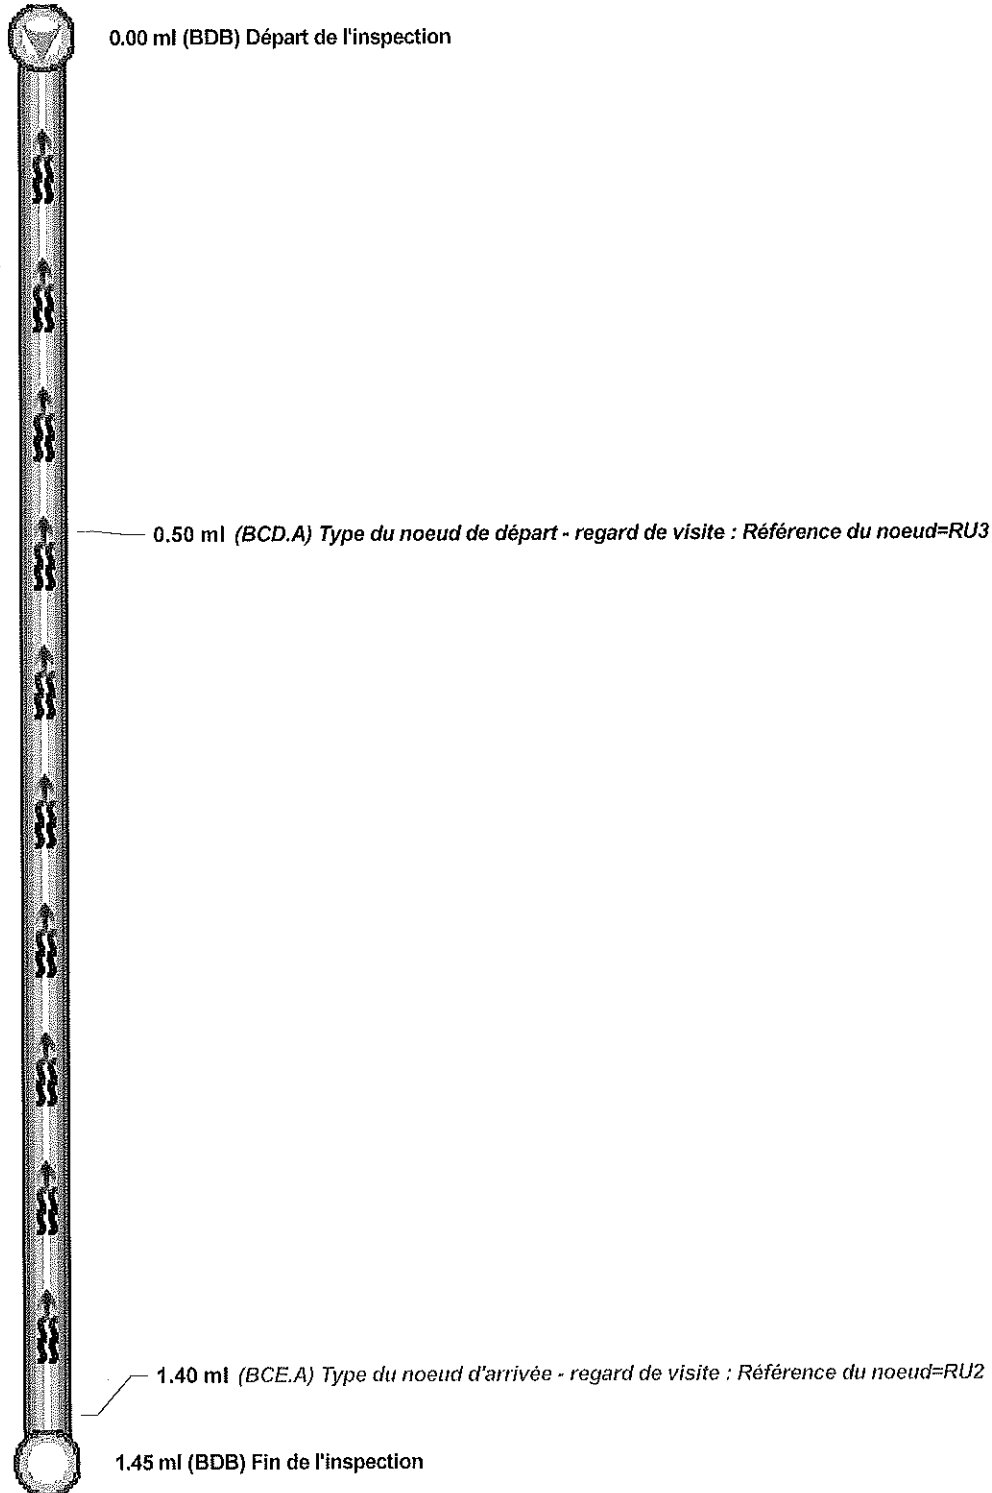 0.00 ml (BDB) Départ de l'inspection
0.50 ml (BCD.A) Type du noeud de départ - regard de visite : Référence du noeud=RU3
1.40 ml (BCE.A) Type du noeud d'arrivée - regard de visite : Référence du noeud=RU2
1.45 ml (BDB) Fin de l'inspection